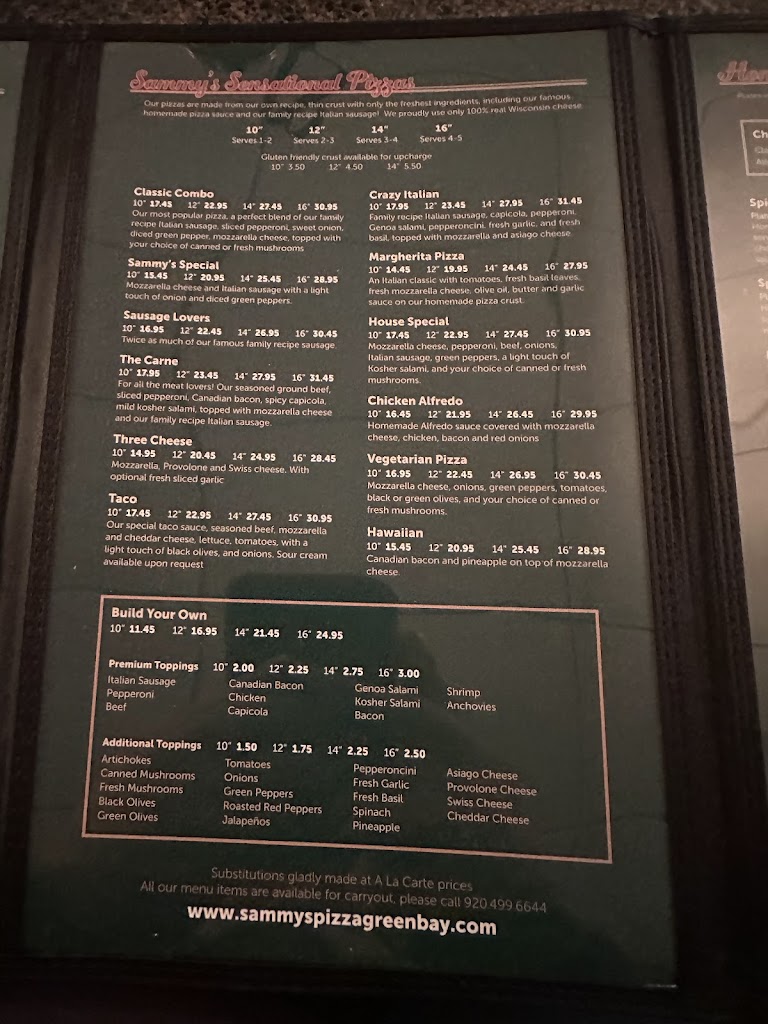 Sammy's Sensational Pizzas
Our pizzas are made from our own recipe, thin crust with only the freshest ingredients, including our famous
homemade pizza sauce and our family recipe Italian sausage! We proudly use only 100% real Wisconsin cheese
10" 12" 14" 16"
Serves 1-2 Serves 2-3 Serves 3-4 Serves 4-5
Gluten friendly crust available for upcharge
10" 3.50 12" 4.50 14" 5.50
Classic Combo
10" 17.45 12" 22.95 14" 27.45 16" 30.95
Our most popular pizza, a perfect blend of our family
recipe Italian sausage, sliced pepperoni, sweet onion,
diced green pepper, mozzarella cheese, topped with
your choice of canned or fresh mushrooms
Sammy's Special
10" 15.45 12" 20.95 14" 25.45 16" 28.95
Mozzarella cheese and Italian sausage with a light
touch of onion and diced green peppers.
Sausage Lovers
10" 16.95 12" 22.45 14" 26.95 16" 30.45
Twice as much of our famous family recipe sausage
The Carne
10" 17.95 12" 23.45 14" 27.95 16" 31.45
For all the meat lovers! Our seasoned ground beef,
sliced pepperoni, Canadian bacon, spicy capicola,
mild kosher salami, topped with mozzarella cheese
and our family recipe Italian sausage.
Three Cheese
10" 14.95 12" 20.45 14" 24.95 16" 28.45
Mozzarella, Provolone and Swiss cheese. With
optional fresh sliced garlic
Taco
10" 17.45 12" 22.95 14" 27.45 16" 30.95
Our special taco sauce, seasoned beef, mozzarella
and cheddar cheese, lettuce, tomatoes, with a
light touch of black olives, and onions. Sour cream
available upon request
Crazy Italian
10" 17.95 12" 23.45 14" 27.95 16" 31.45
Family recipe Italian sausage, capicola, pepperoni,
Genoa salami, pepperoncini, fresh garlic, and fresh
basil, topped with mozzarella and asiago cheese
Margherita Pizza
10" 14.45 12" 19.95 14" 24.45 16" 27.95
An Italian classic with tomatoes, fresh basil leaves,
fresh mozzarella cheese, olive oil, butter and garlic
sauce on our homemade pizza crust.
House Special
10" 17.45 12" 22.95 14" 27.45 16" 30.95
Mozzarella cheese, pepperoni, beef, onions,
Italian sausage, green peppers, a light touch of
Kosher salami, and your choice of canned or fresh
mushrooms.
Chicken Alfredo
10" 16.45 12" 21.95 14" 26.45 16" 29.95
Homemade Alfredo sauce covered with mozzarella
cheese, chicken, bacon and red onions
Vegetarian Pizza
10" 16.95 12" 22.45 14" 26.95 16" 30.45
Mozzarella cheese, onions, green peppers, tomatoes,
black or green olives, and your choice of canned or
fresh mushrooms.
Hawaiian
10" 15.45 12" 20.95 14" 25.45 16" 28.95
Canadian bacon and pineapple on top of mozzarella
cheese.
Build Your Own
10" 11.45 12" 16.95 14" 21.45 16" 24.95
Premium Toppings 10" 2.00 12" 2.25 14" 2.75 16" 3.00
Italian Sausage Canadian Bacon Genoa Salami Shrimp
Pepperoni Chicken Kosher Salami Anchovies
Beef Capicola Bacon
Additional Toppings 10" 1.50 12" 1.75 14" 2.25 16" 2.50
Artichokes Tomatoes Pepperoncini Asiago Cheese
Canned Mushrooms Onions Fresh Garlic Provolone Cheese
Fresh Mushrooms Green Peppers Fresh Basil Swiss Cheese
Black Olives Roasted Red Peppers Spinach Cheddar Cheese
Green Olives Jalapeños Pineapple
Substitutions gladly made at A La Carte prices
All our menu items are available for carryout, please call 920.499.6644
www.sammyspizzagreenbay.com